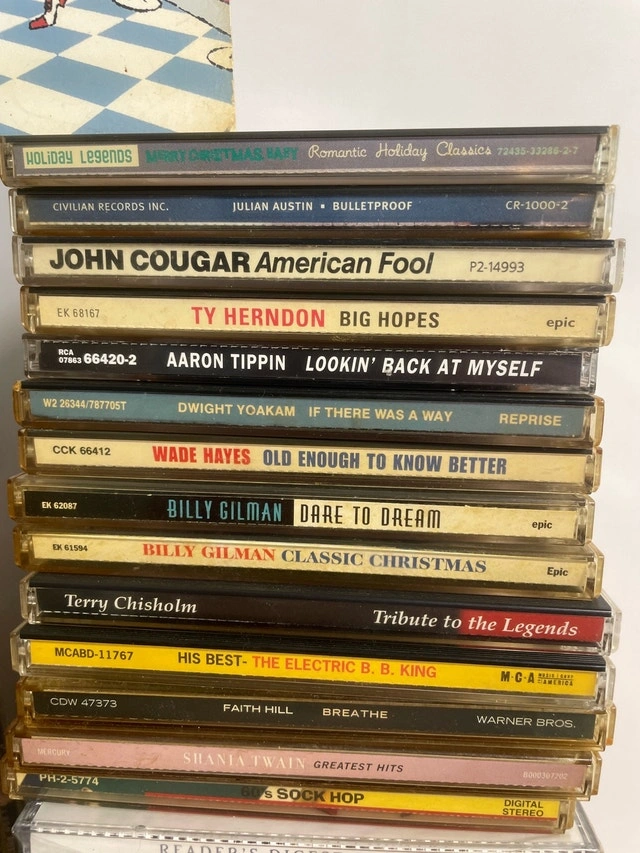 HOLiDay LegeNDS MERRY CHRISTMAS, BABY Romantic Holiday Classics 72435-33286-2-7
CIVILIAN RECORDS INC. JULIAN AUSTIN • BULLETPROOF CR-1000-2
JOHN COUGAR American Fool P2-14993
EK 68167 TY HERNDON BIG HOPES epic
RCA 07863 66420-2 AARON TIPPIN LOOKIN' BACK AT MYSELF
W2 26344/787705T DWIGHT YOAKAM IF THERE WAS A WAY REPRISE
CCK 66412 WADE HAYES OLD ENOUGH TO KNOW BETTER
EK 62087 BILLY GILMAN DARE TO DREAM epic
EK 61594 BILLY GILMAN CLASSIC CHRISTMAS Epic
Terry Chisholm Tribute to the Legends
MCABD-11767 HIS BEST- THE ELECTRIC B. B. KING M·C·A
CDW 47373 FAITH HILL BREATHE WARNER BROS.
MERCURY SHANIA TWAIN GREATEST HITS
PH-2-5774 60's SOCK HOP DIGITAL STEREO
READER'S